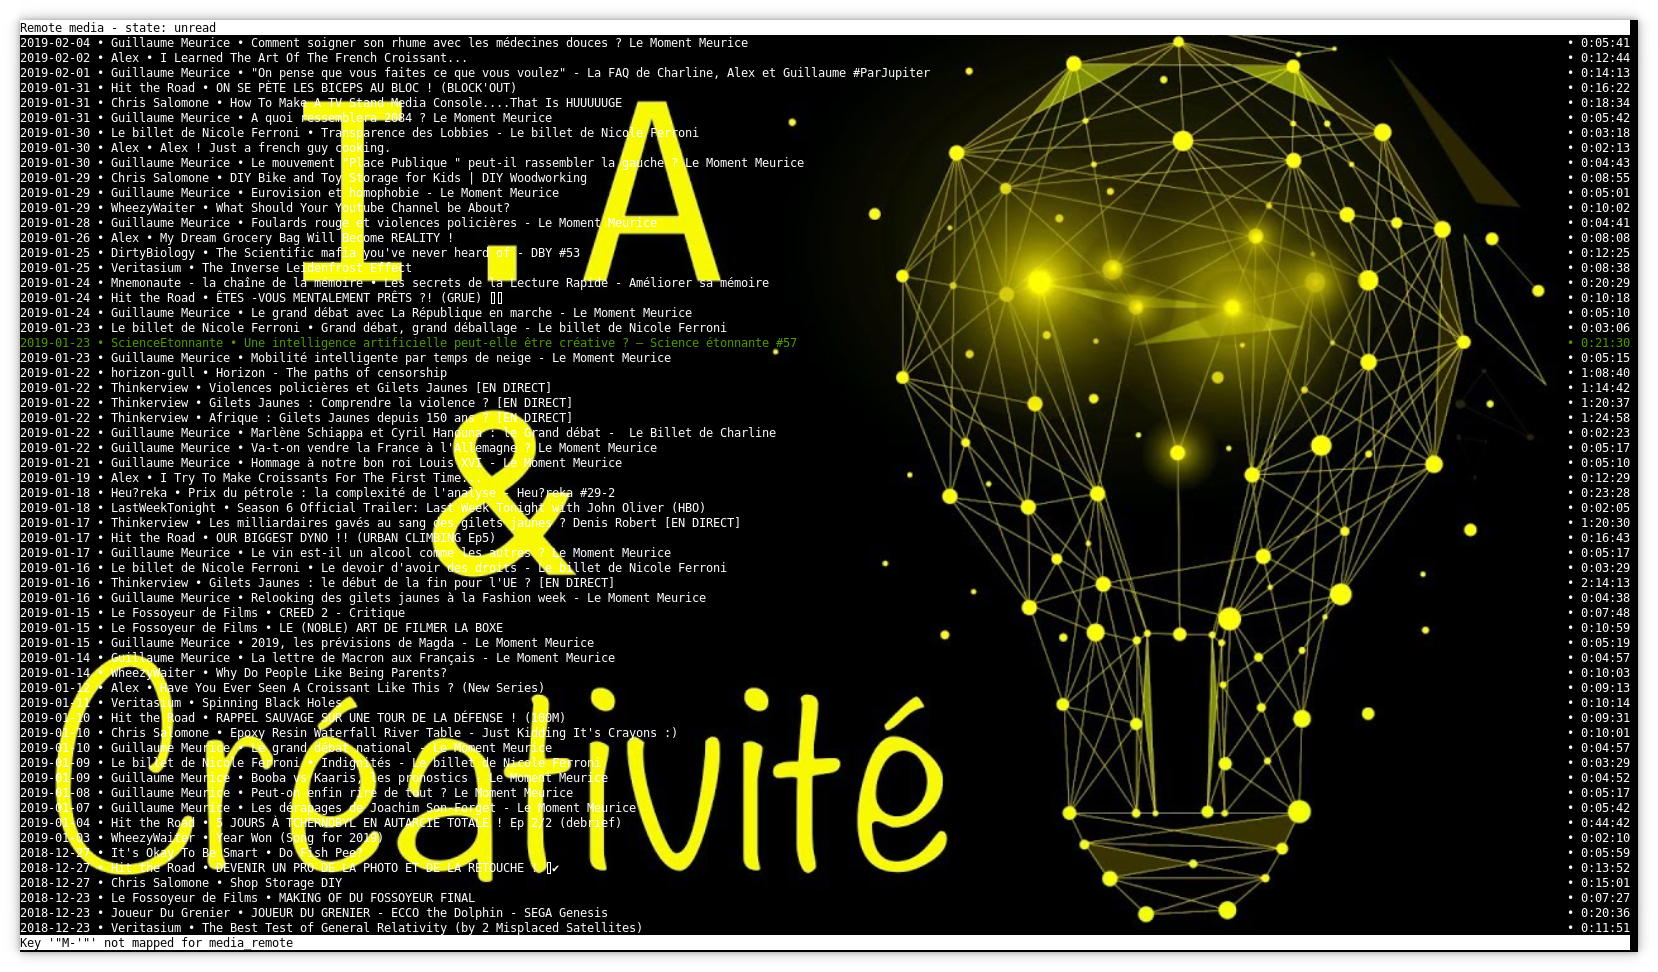 Remote media - state: unread
2019-02-04 • Guillaume Meurice • Comment soigner son rhume avec les médecines douces ? Le Moment Meurice • 0:05:41
2019-02-02 • Alex • I Learned The Art Of The French Croissant... • 0:12:44
2019-02-01 • Guillaume Meurice • "On pense que vous faites ce que vous voulez" - La FAQ de Charline, Alex et Guillaume #ParJupiter • 0:14:13
2019-01-31 • Hit the Road • ON SE PÈTE LES BICEPS AU BLOC ! (BLOCK'OUT) • 0:16:22
2019-01-31 • Chris Salomone • How To Make A TV Stand Media Console....That Is HUUUUUGE • 0:18:34
2019-01-31 • Guillaume Meurice • A quoi ressemblera 2084 ? Le Moment Meurice • 0:05:42
2019-01-30 • Le billet de Nicole Ferroni • Transparence des Lobbies - Le billet de Nicole Ferroni • 0:03:18
2019-01-30 • Alex • Alex ! Just a french guy cooking. • 0:02:13
2019-01-30 • Guillaume Meurice • Le mouvement "Place Publique " peut-il rassembler la gauche ? Le Moment Meurice • 0:04:43
2019-01-29 • Chris Salomone • DIY Bike and Toy Storage for Kids | DIY Woodworking • 0:08:55
2019-01-29 • Guillaume Meurice • Eurovision et homophobie - Le Moment Meurice • 0:05:01
2019-01-29 • WheezyWaiter • What Should Your Youtube Channel be About? • 0:10:02
2019-01-28 • Guillaume Meurice • Foulards rouge et violences policières - Le Moment Meurice • 0:04:41
2019-01-26 • Alex • My Dream Grocery Bag Will Become REALITY ! • 0:08:08
2019-01-25 • DirtyBiology • The Scientific mafia you've never heard of - DBY #53 • 0:12:25
2019-01-25 • Veritasium • The Inverse Leidenfrost Effect • 0:08:38
2019-01-24 • Mnemonaute - la chaîne de la mémoire • Les secrets de la Lecture Rapide - Améliorer sa mémoire • 0:20:29
2019-01-24 • Hit the Road • ÊTES -VOUS MENTALEMENT PRÊTS ?! (GRUE) • 0:10:18
2019-01-24 • Guillaume Meurice • Le grand débat avec La République en marche - Le Moment Meurice • 0:05:10
2019-01-23 • Le billet de Nicole Ferroni • Grand débat, grand déballage - Le billet de Nicole Ferroni • 0:03:06
2019-01-23 • ScienceEtonnante • Une intelligence artificielle peut-elle être créative ? — Science étonnante #57 • 0:21:30
2019-01-23 • Guillaume Meurice • Mobilité intelligente par temps de neige - Le Moment Meurice • 0:05:15
2019-01-22 • horizon-gull • Horizon - The paths of censorship • 1:08:40
2019-01-22 • Thinkerview • Violences policières et Gilets Jaunes [EN DIRECT] • 1:14:42
2019-01-22 • Thinkerview • Gilets Jaunes : Comprendre la violence ? [EN DIRECT] • 1:20:37
2019-01-22 • Thinkerview • Afrique : Gilets Jaunes depuis 150 ans ? [EN DIRECT] • 1:24:58
2019-01-22 • Guillaume Meurice • Marlène Schiappa et Cyril Hanouna : le Grand débat -  Le Billet de Charline • 0:02:23
2019-01-22 • Guillaume Meurice • Va-t-on vendre la France à l'Allemagne ? Le Moment Meurice • 0:05:17
2019-01-21 • Guillaume Meurice • Hommage à notre bon roi Louis XVI - Le Moment Meurice • 0:05:10
2019-01-19 • Alex • I Try To Make Croissants For The First Time... • 0:12:29
2019-01-18 • Heu?reka • Prix du pétrole : la complexité de l'analyse - Heu?reka #29-2 • 0:23:28
2019-01-18 • LastWeekTonight • Season 6 Official Trailer: Last Week Tonight with John Oliver (HBO) • 0:02:05
2019-01-17 • Thinkerview • Les milliardaires gavés au sang des gilets jaunes ? Denis Robert [EN DIRECT] • 1:20:30
2019-01-17 • Hit the Road • OUR BIGGEST DYNO !! (URBAN CLIMBING Ep5) • 0:16:43
2019-01-17 • Guillaume Meurice • Le vin est-il un alcool comme les autres ? Le Moment Meurice • 0:05:17
2019-01-16 • Le billet de Nicole Ferroni • Le devoir d'avoir des droits - Le billet de Nicole Ferroni • 0:03:29
2019-01-16 • Thinkerview • Gilets Jaunes : le début de la fin pour l'UE ? [EN DIRECT] • 2:14:13
2019-01-16 • Guillaume Meurice • Relooking des gilets jaunes à la Fashion week - Le Moment Meurice • 0:04:38
2019-01-15 • Le Fossoyeur de Films • CREED 2 - Critique • 0:07:48
2019-01-15 • Le Fossoyeur de Films • LE (NOBLE) ART DE FILMER LA BOXE • 0:10:59
2019-01-15 • Guillaume Meurice • 2019, les prévisions de Magda - Le Moment Meurice • 0:05:19
2019-01-14 • Guillaume Meurice • La lettre de Macron aux Français - Le Moment Meurice • 0:04:57
2019-01-14 • WheezyWaiter • Why Do People Like Being Parents? • 0:10:03
2019-01-12 • Alex • Have You Ever Seen A Croissant Like This ? (New Series) • 0:09:13
2019-01-11 • Veritasium • Spinning Black Holes • 0:10:14
2019-01-10 • Hit the Road • RAPPEL SAUVAGE SUR UNE TOUR DE LA DÉFENSE ! (100M) • 0:09:31
2019-01-10 • Chris Salomone • Epoxy Resin Waterfall River Table - Just Kidding It's Crayons :) • 0:10:01
2019-01-10 • Guillaume Meurice • Le grand débat national - Le Moment Meurice • 0:04:57
2019-01-09 • Le billet de Nicole Ferroni • Indignités - Le billet de Nicole Ferroni • 0:03:29
2019-01-09 • Guillaume Meurice • Booba vs Kaaris, les pronostics - Le Moment Meurice • 0:04:52
2019-01-08 • Guillaume Meurice • Peut-on enfin rire de tout ? Le Moment Meurice • 0:05:17
2019-01-07 • Guillaume Meurice • Les dérapages de Joachim Son-Forget - Le Moment Meurice • 0:05:42
2019-01-04 • Hit the Road • 5 JOURS À TCHERNOBYL EN AUTARCIE TOTALE ! Ep 2/2 (debrief) • 0:44:42
2019-01-03 • WheezyWaiter • Year Won (Song for 2019) • 0:02:10
2018-12-27 • It's Okay To Be Smart • Do Fish Pee? • 0:05:59
2018-12-27 • Hit the Road • DEVENIR UN PRO DE LA PHOTO ET DE LA RETOUCHE ! ✔ • 0:13:52
2018-12-27 • Chris Salomone • Shop Storage DIY • 0:15:01
2018-12-23 • Le Fossoyeur de Films • MAKING OF DU FOSSOYEUR FINAL • 0:07:27
2018-12-23 • Joueur Du Grenier • JOUEUR DU GRENIER - ECCO the Dolphin - SEGA Genesis • 0:20:36
2018-12-23 • Veritasium • The Best Test of General Relativity (by 2 Misplaced Satellites) • 0:11:51
Key '"M-'"' not mapped for media_remote
I.A
&
Créativité